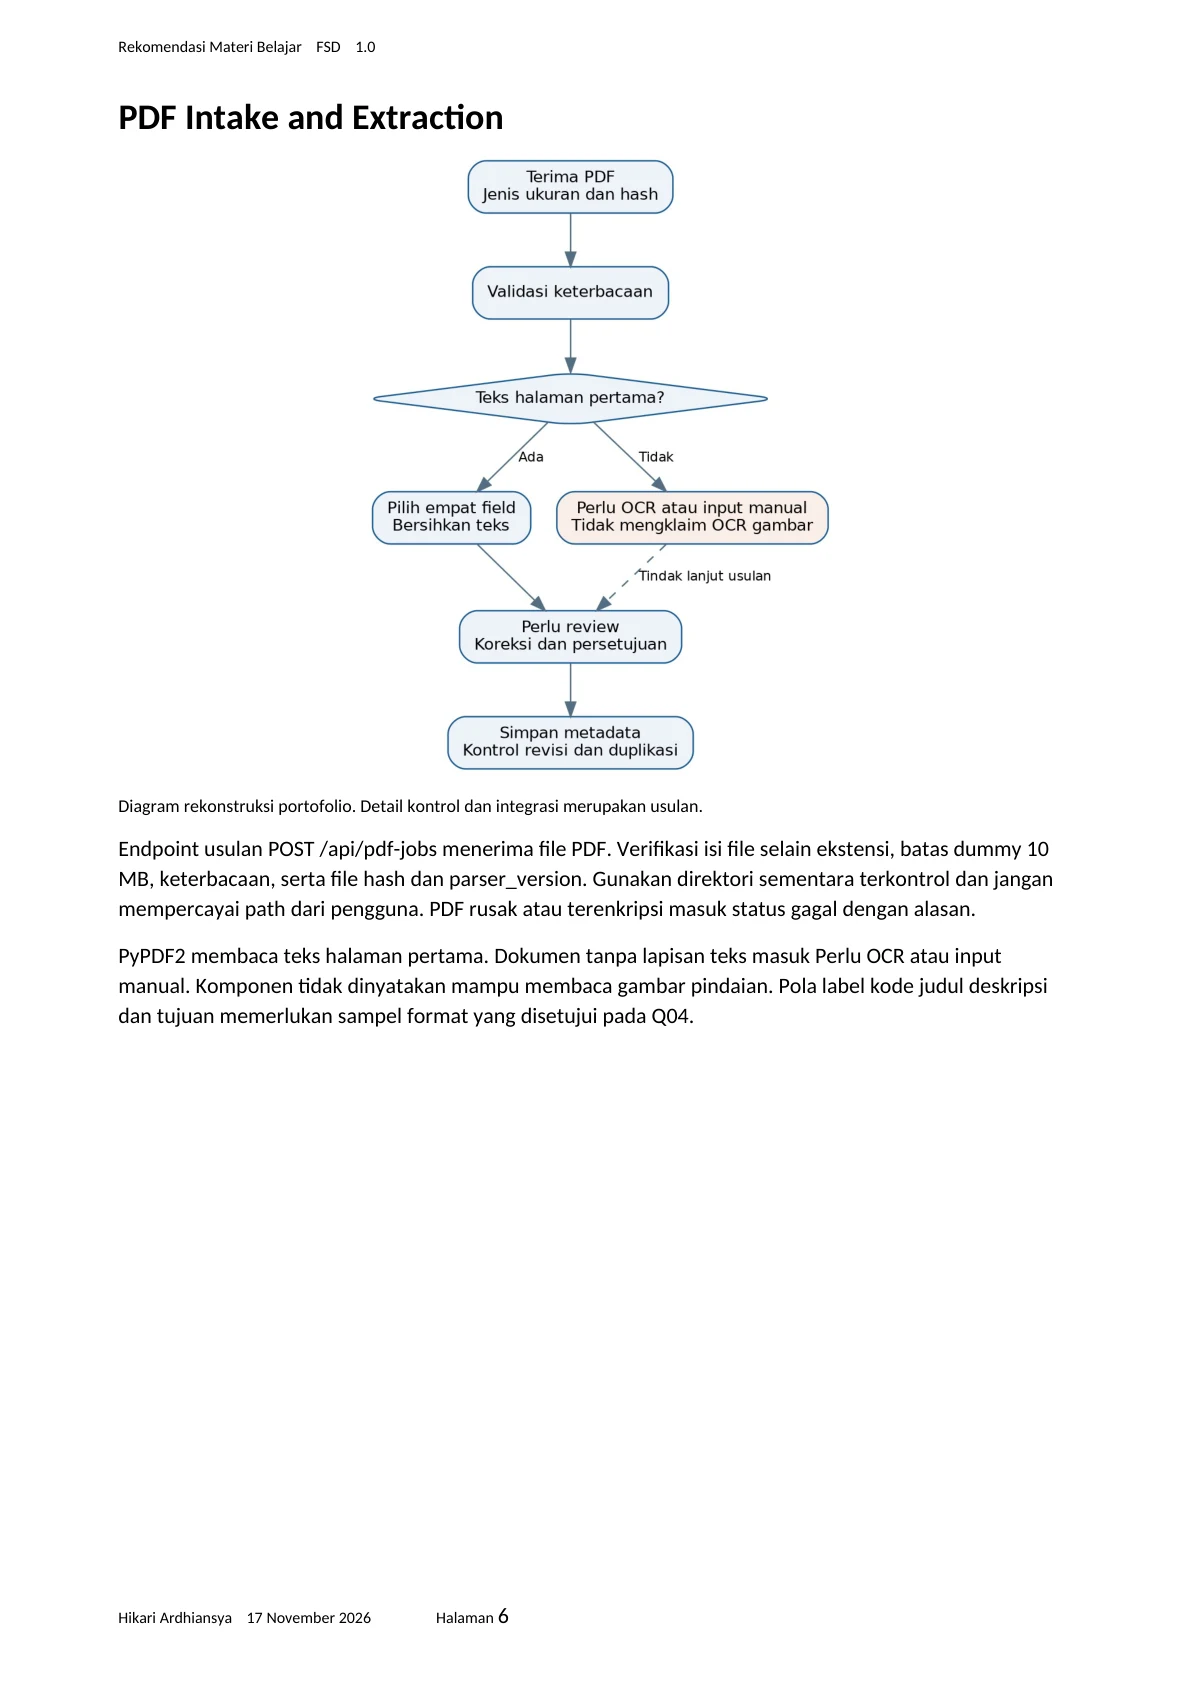 Rekomendasi Materi Belajar FSD 1.0
PDF Intake and Extraction
Terima PDF
Jenis ukuran dan hash
Validasi keterbacaan
Teks halaman pertama?
Ada
Tidak
Pilih empat field
Bersihkan teks
Perlu OCR atau input manual
Tidak mengklaim OCR gambar
Tindak lanjut usulan
Perlu review
Koreksi dan persetujuan
Simpan metadata
Kontrol revisi dan duplikasi
Diagram rekonstruksi portofolio. Detail kontrol dan integrasi merupakan usulan.
Endpoint usulan POST /api/pdf-jobs menerima file PDF. Verifikasi isi file selain ekstensi, batas dummy 10
MB, keterbacaan, serta file hash dan parser_version. Gunakan direktori sementara terkontrol dan jangan
mempercayai path dari pengguna. PDF rusak atau terenkripsi masuk status gagal dengan alasan.
PyPDF2 membaca teks halaman pertama. Dokumen tanpa lapisan teks masuk Perlu OCR atau input
manual. Komponen tidak dinyatakan mampu membaca gambar pindaian. Pola label kode judul deskripsi
dan tujuan memerlukan sampel format yang disetujui pada Q04.
Hikari Ardhiansya 17 November 2026 Halaman 6